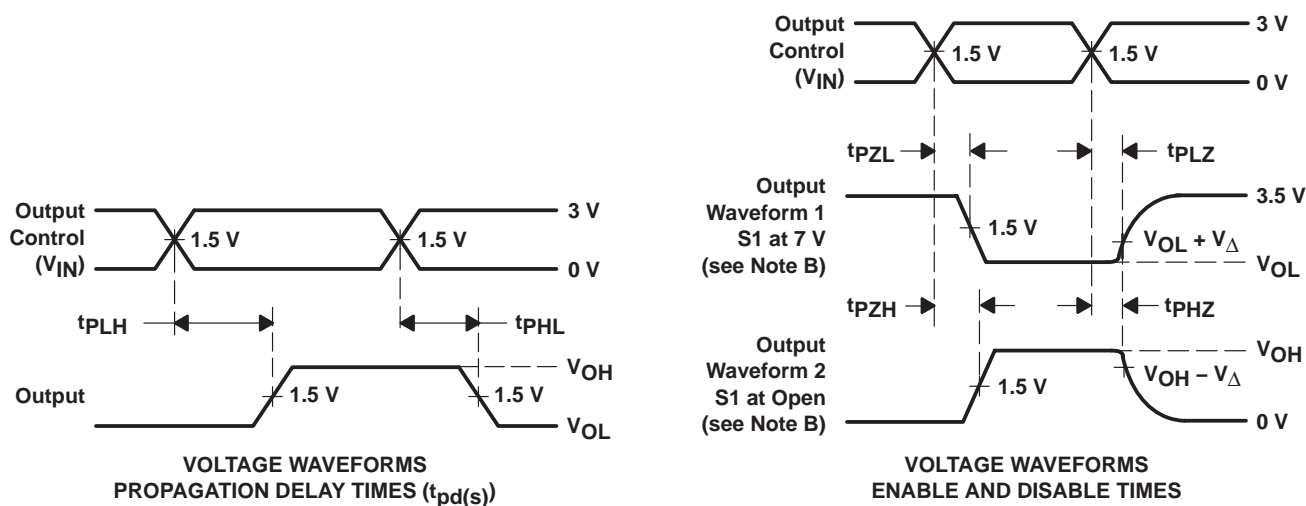 Output
Control
(VIN)
3 V
1.5 V
1.5 V
0 V
tPLH
tPHL
Output
VOH
1.5 V
1.5 V
VOL
VOLTAGE WAVEFORMS
PROPAGATION DELAY TIMES (tpd(s))
Output
Control
(VIN)
3 V
1.5 V
1.5 V
0 V
tPZL
tPLZ
Output
Waveform 1
S1 at 7 V
(see Note B)
3.5 V
1.5 V
VOL + VΔ
VOL
tPZH
tPHZ
Output
Waveform 2
S1 at Open
(see Note B)
VOH
1.5 V
VOH − VΔ
0 V
VOLTAGE WAVEFORMS
ENABLE AND DISABLE TIMES